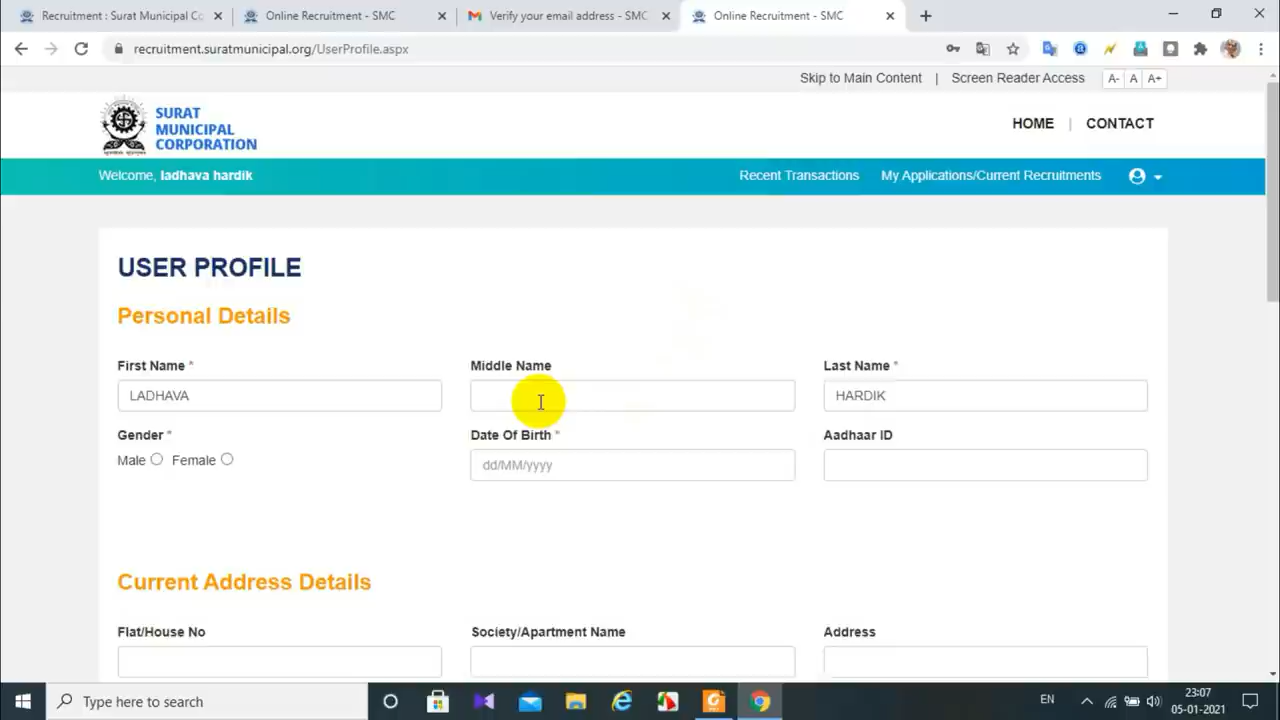 Recruitment : Surat Municipal Co
Online Recruitment - SMC
Verify your email address - SMC
Online Recruitment - SMC
recruitment.suratmunicipal.org/UserProfile.aspx
Skip to Main Content | Screen Reader Access A- A A+
SURAT
MUNICIPAL
CORPORATION
HOME | CONTACT
Welcome, ladhava hardik
Recent Transactions My Applications/Current Recruitments
USER PROFILE
Personal Details
First Name * Middle Name Last Name *
LADHAVA HARDIK
Gender * Date Of Birth * Aadhaar ID
Male Female dd/MM/yyyy
Current Address Details
Flat/House No Society/Apartment Name Address
Type here to search
EN
23:07
05-01-2021